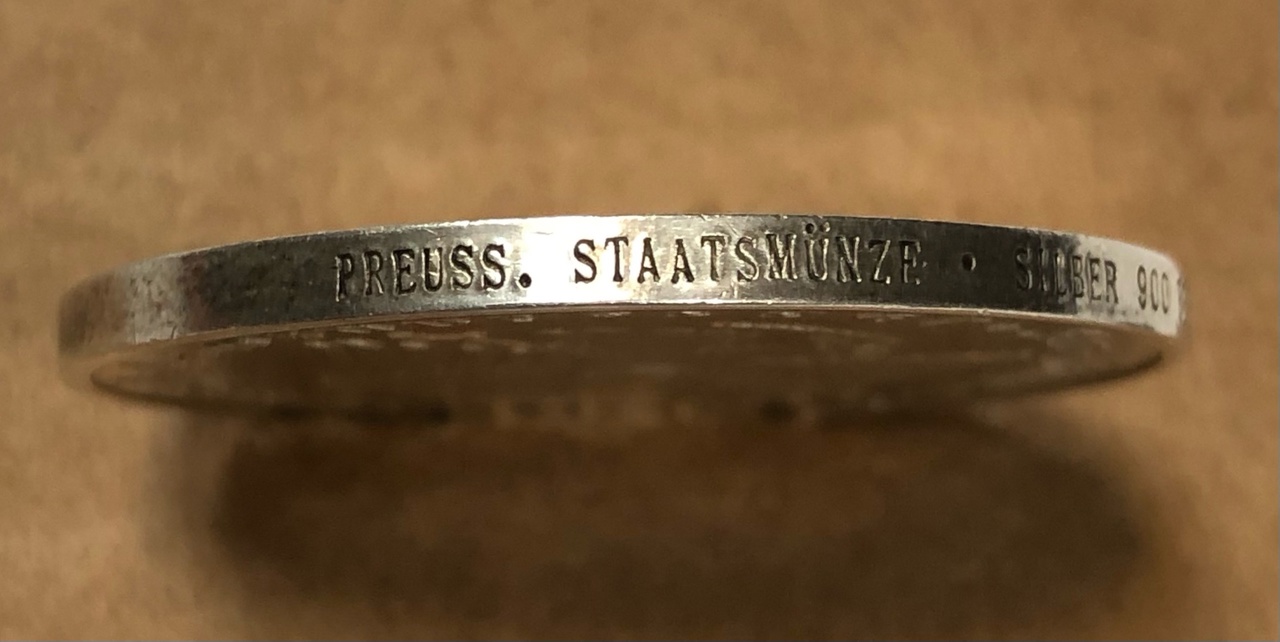 PREUSS. STAATSMÜNZE · SILBER 900